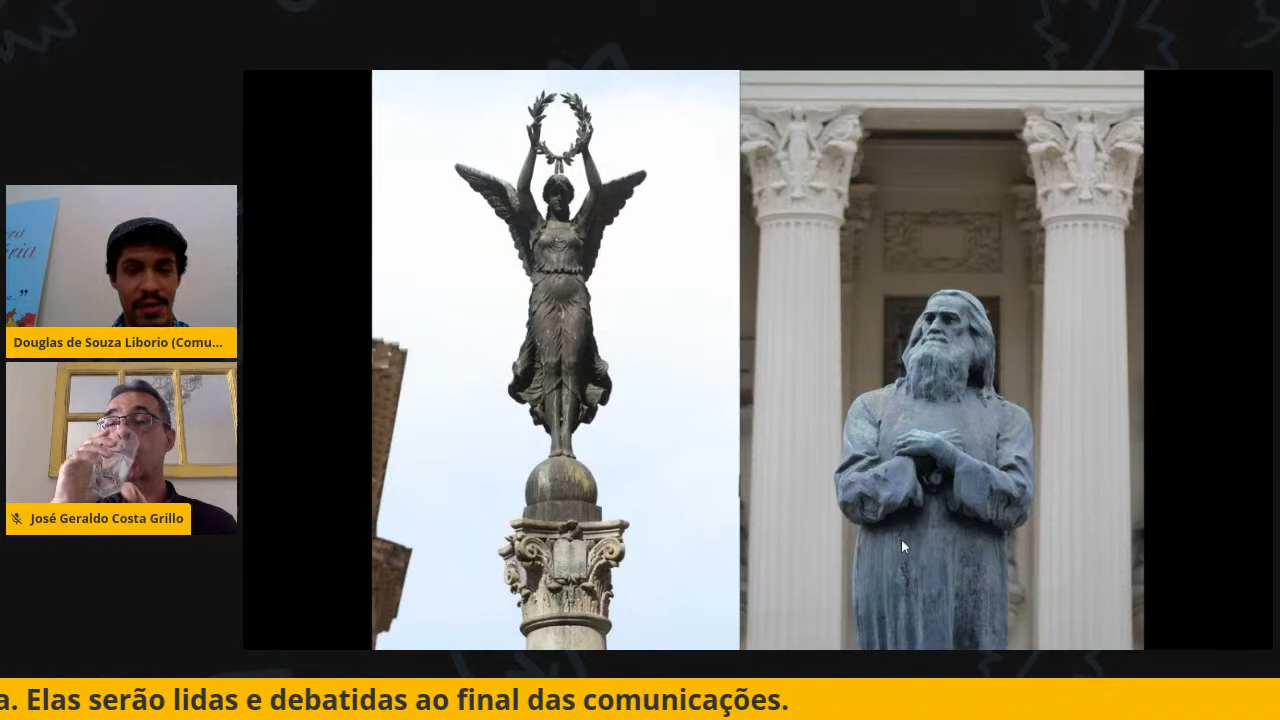 Douglas de Souza Liborio (Comu...
José Geraldo Costa Grillo
a. Elas serão lidas e debatidas ao final das comunicações.